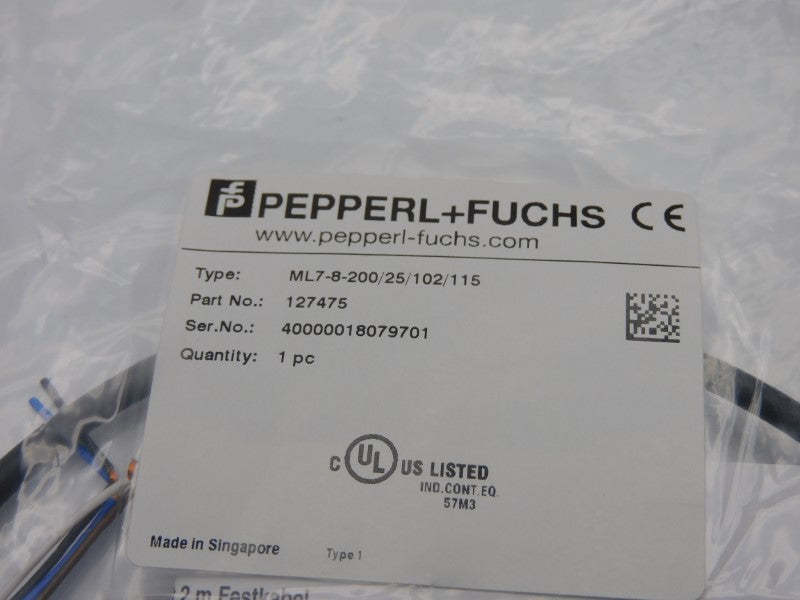 PEPPERL+FUCHS CE
www.pepperl-fuchs.com
Type: ML7-8-200/25/102/115
Part No.: 127475
Ser.No.: 40000018079701
Quantity: 1 pc
C UL US LISTED
IND.CONT.EQ.
57M3
Made in Singapore Type 1
2 m Festkabel